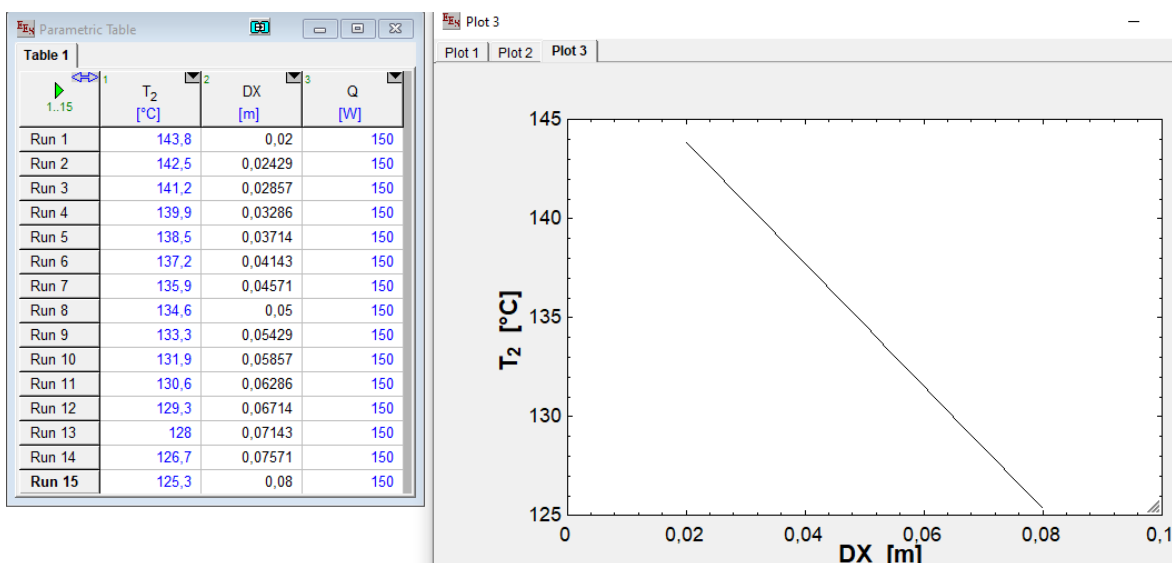 EES Parametric Table
Table 1
1..15
1 T2 [°C] 2 DX [m] 3 Q [W]
Run 1 143,8 0,02 150
Run 2 142,5 0,02429 150
Run 3 141,2 0,02857 150
Run 4 139,9 0,03286 150
Run 5 138,5 0,03714 150
Run 6 137,2 0,04143 150
Run 7 135,9 0,04571 150
Run 8 134,6 0,05 150
Run 9 133,3 0,05429 150
Run 10 131,9 0,05857 150
Run 11 130,6 0,06286 150
Run 12 129,3 0,06714 150
Run 13 128 0,07143 150
Run 14 126,7 0,07571 150
Run 15 125,3 0,08 150
EES Plot 3
Plot 1 Plot 2 Plot 3
145
140
135
130
125
T2 [°C]
0 0,02 0,04 0,06 0,08 0,1
DX [m]